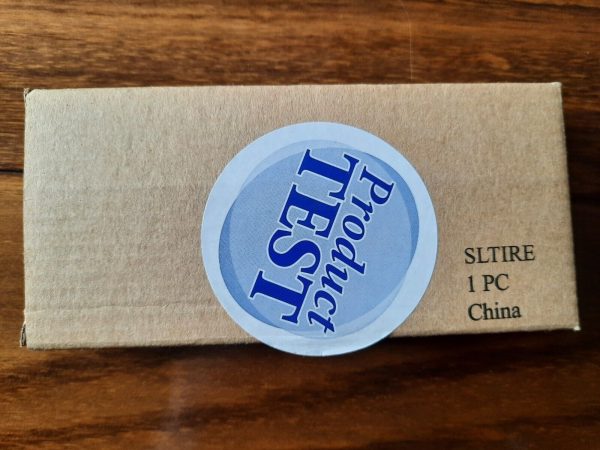 Product
TEST
SLTIRE
1 PC
China